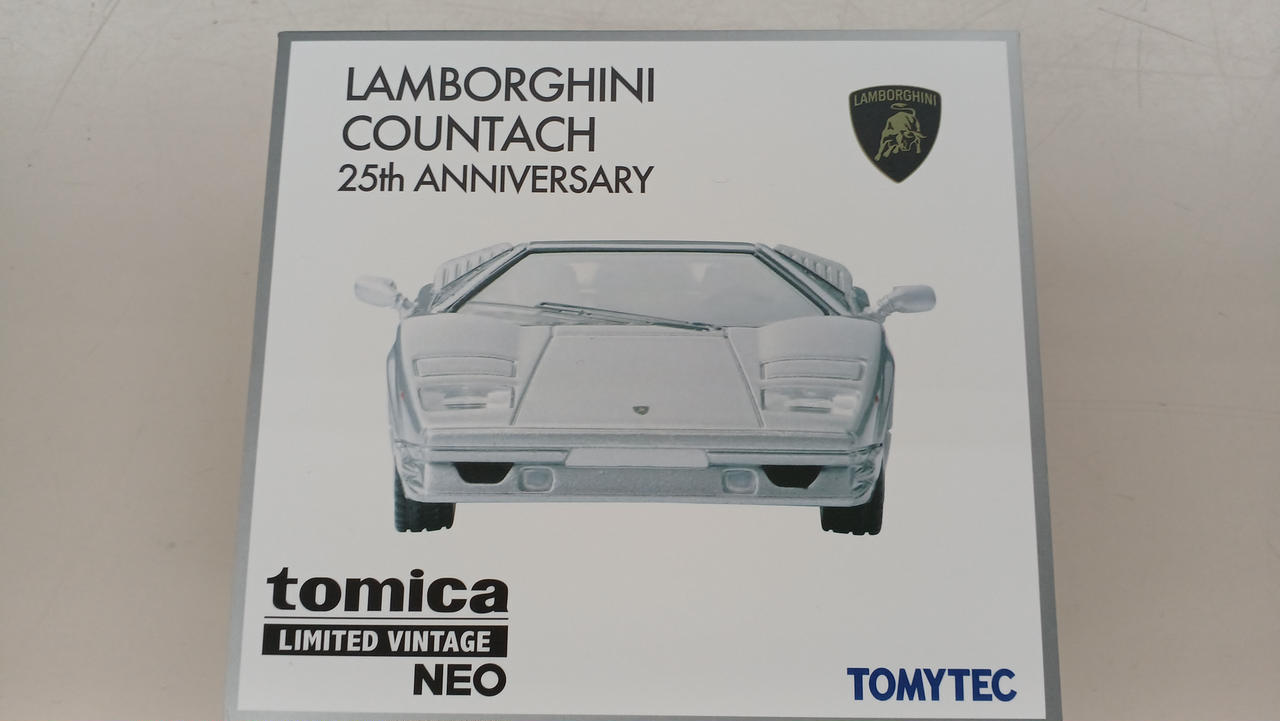 LAMBORGHINI
COUNTACH
25th ANNIVERSARY
LAMBORGHINI
tomica
LIMITED VINTAGE
NEO
TOMYTEC